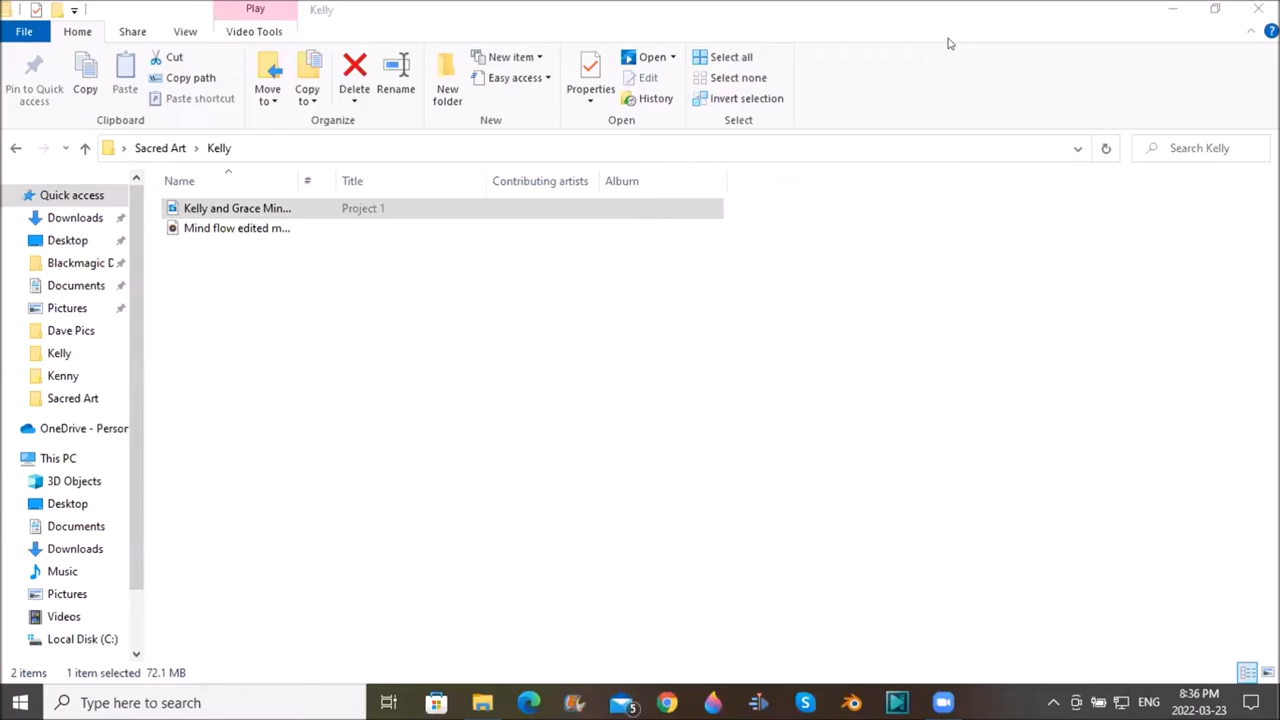 Play Kelly
File Home Share View Video Tools
Pin to Quick access
Copy
Paste
Cut
Copy path
Paste shortcut
Clipboard
Move to
Copy to
Delete
Rename
Organize
New folder
New item
Easy access
New
Properties
Open
Edit
History
Open
Select all
Select none
Invert selection
Select
Sacred Art > Kelly
Search Kelly
Name # Title Contributing artists Album
Kelly and Grace Min... Project 1
Mind flow edited m...
Quick access
Downloads
Desktop
Blackmagic D
Documents
Pictures
Dave Pics
Kelly
Kenny
Sacred Art
OneDrive - Person
This PC
3D Objects
Desktop
Documents
Downloads
Music
Pictures
Videos
Local Disk (C:)
2 items 1 item selected 72.1 MB
Type here to search
5
ENG
8:36 PM
2022-03-23